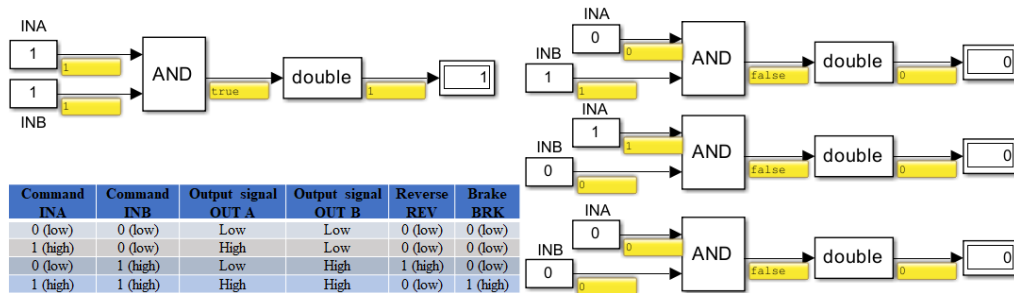 INA
1
1
INB
1
1
AND
true
double
1
1
INA
0
0
INB
1
1
AND
false
double
0
0
INA
1
1
INB
0
0
AND
false
double
0
0
INA
0
0
INB
0
0
AND
false
double
0
0
Command INA Command INB Output signal OUT A Output signal OUT B Reverse REV Brake BRK
0 (low) 0 (low) Low Low 0 (low) 0 (low)
1 (high) 0 (low) High Low 0 (low) 0 (low)
0 (low) 1 (high) Low High 1 (high) 0 (low)
1 (high) 1 (high) High High 0 (low) 1 (high)